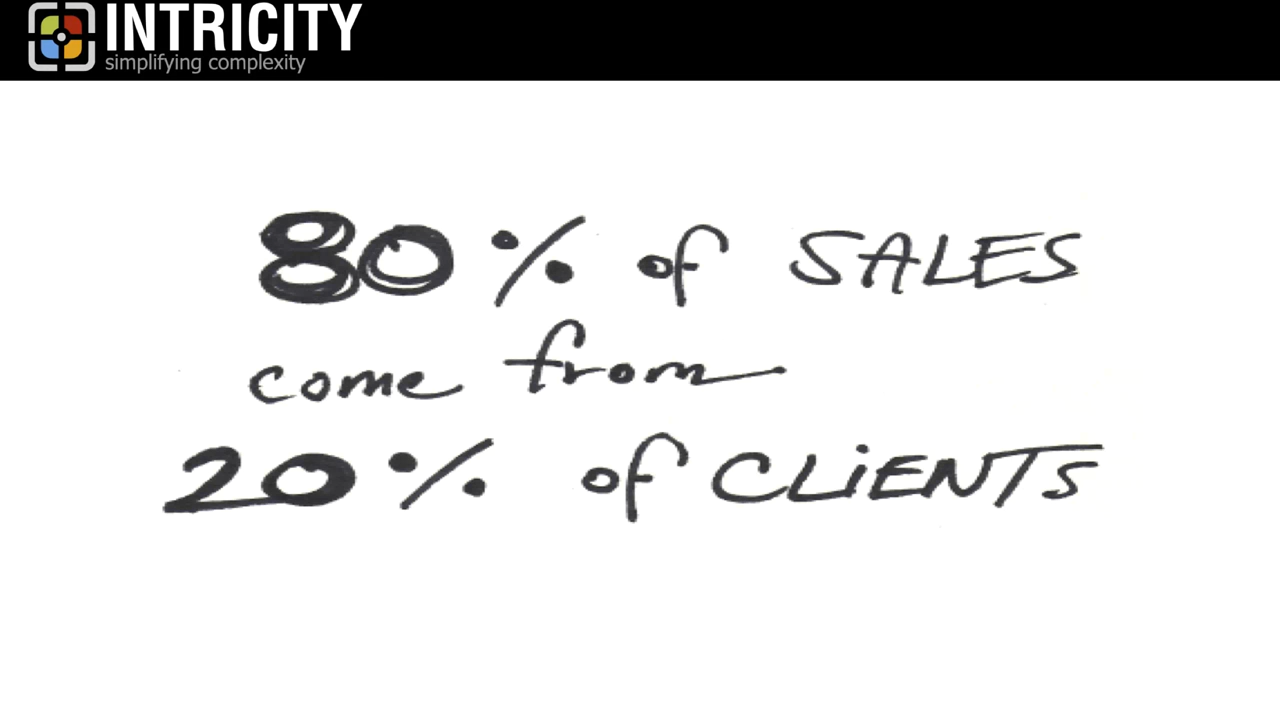 INTRICITY
simplifying complexity
80% of SALES
come from
20% of CLiENTS